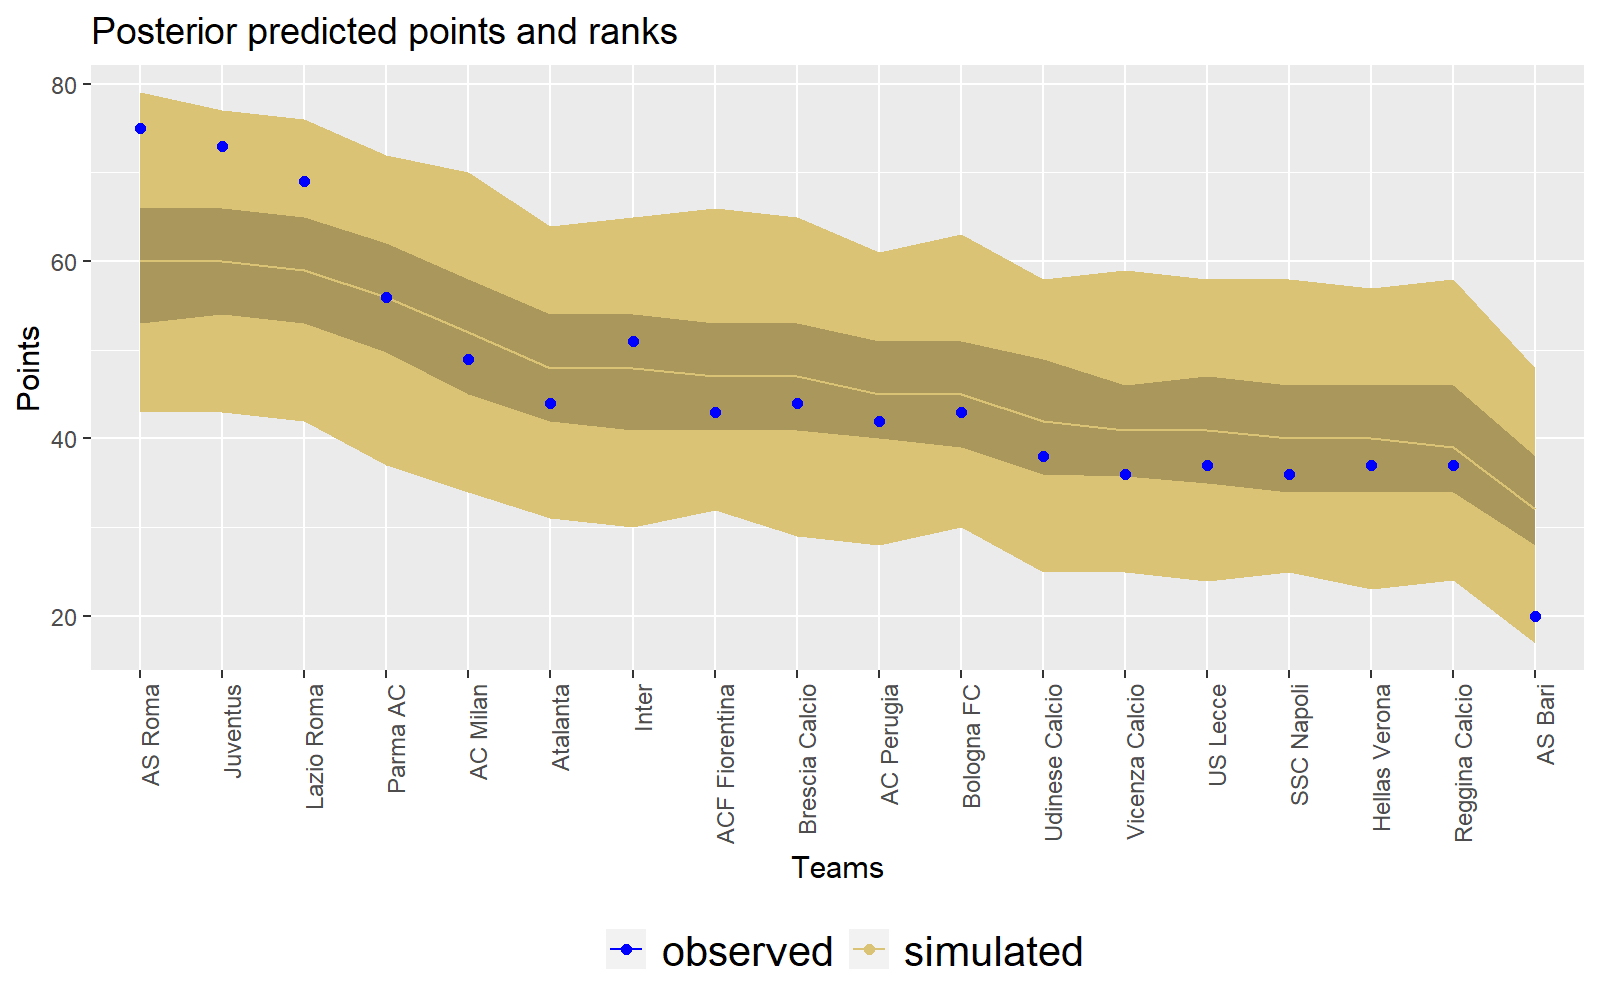 Posterior predicted points and ranks
80
60
40
20
Points
AS Roma
Juventus
Lazio Roma
Parma AC
AC Milan
Atalanta
Inter
ACF Fiorentina
Brescia Calcio
AC Perugia
Bologna FC
Udinese Calcio
Vicenza Calcio
US Lecce
SSC Napoli
Hellas Verona
Reggina Calcio
AS Bari
Teams
observed simulated